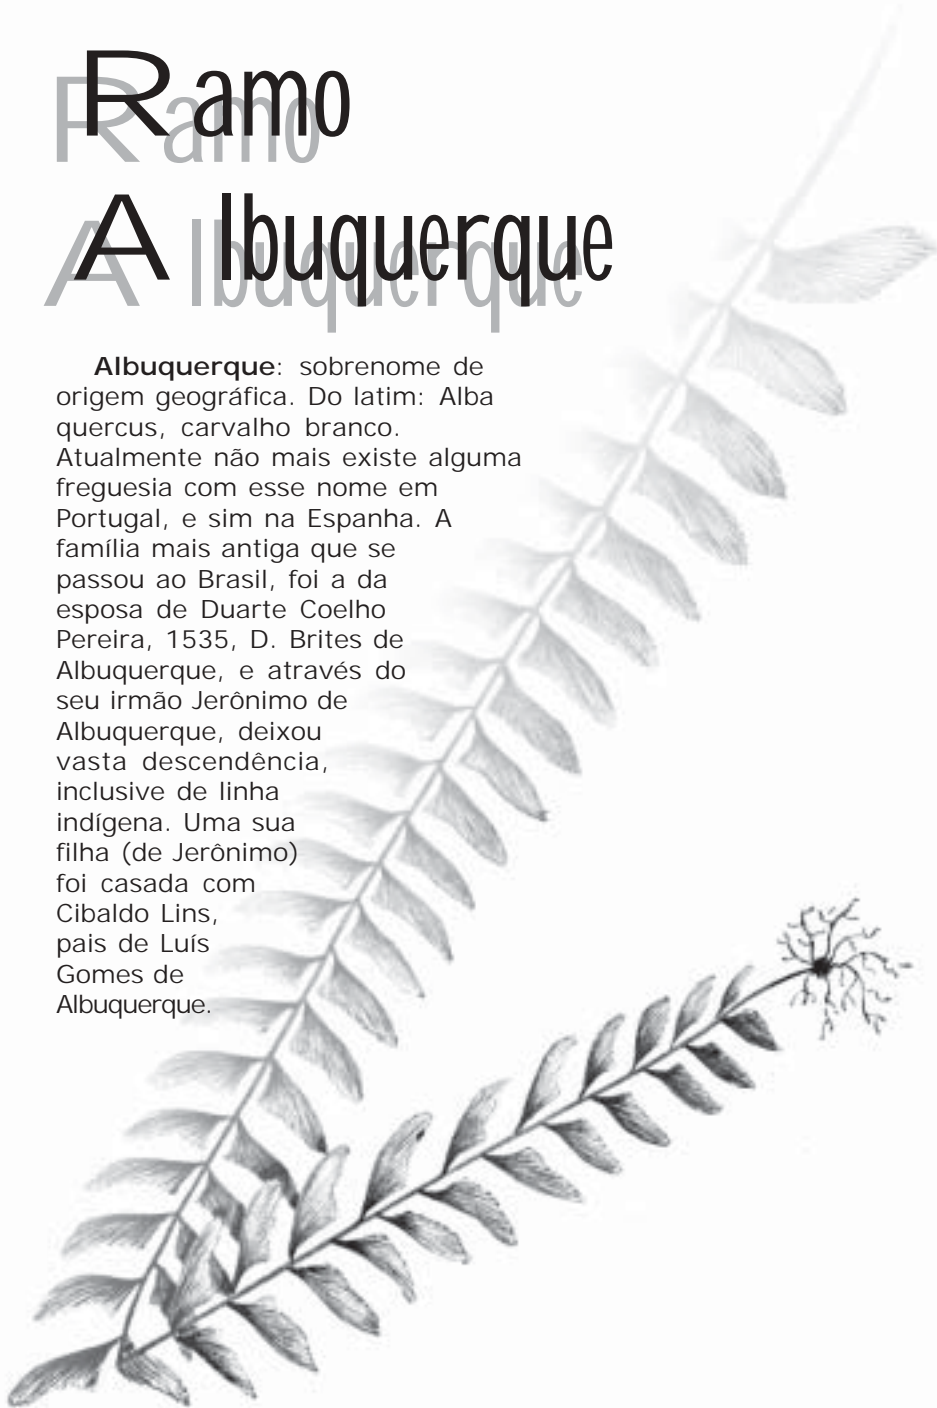 Ramo
Albuquerque
Albuquerque: sobrenome de
origem geográfica. Do latim: Alba
quercus, carvalho branco.
Atualmente não mais existe alguma
freguesia com esse nome em
Portugal, e sim na Espanha. A
família mais antiga que se
passou ao Brasil, foi a da
esposa de Duarte Coelho
Pereira, 1535, D. Brites de
Albuquerque, e através do
seu irmão Jerônimo de
Albuquerque, deixou
vasta descendência,
inclusive de linha
indígena. Uma sua
filha (de Jerônimo)
foi casada com
Cibaldo Lins,
pais de Luís
Gomes de
Albuquerque.